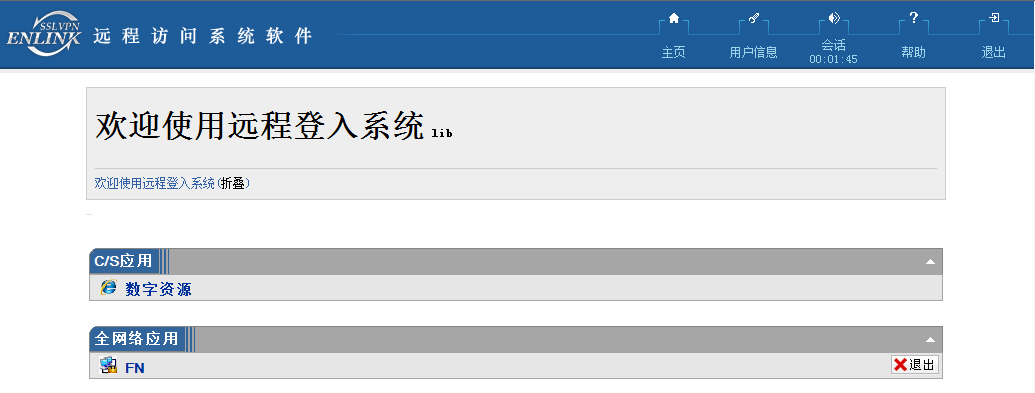 SSLVPN
ENLINK 远程访问系统软件
主页 用户信息 会话 帮助 退出
00:01:45
欢迎使用远程登入系统 lib
欢迎使用远程登入系统(折叠)
C/S应用
数字资源
全网络应用
FN 退出